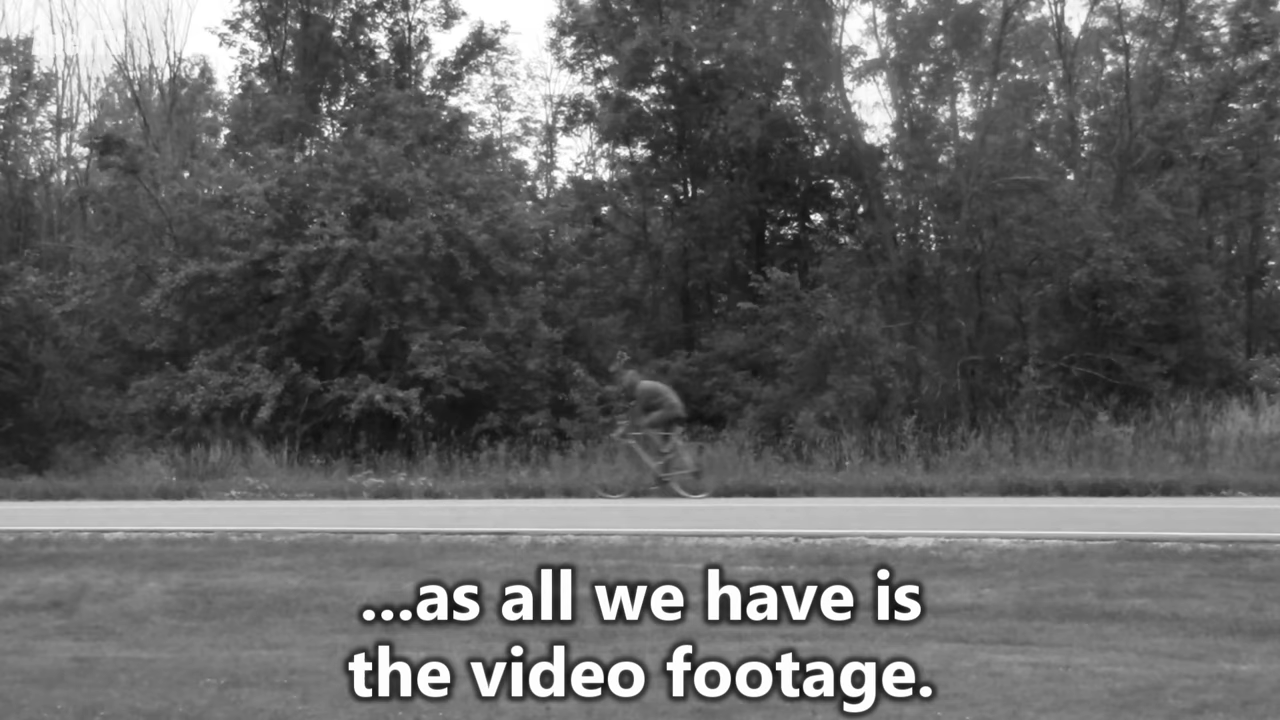 ...as all we have is
the video footage.